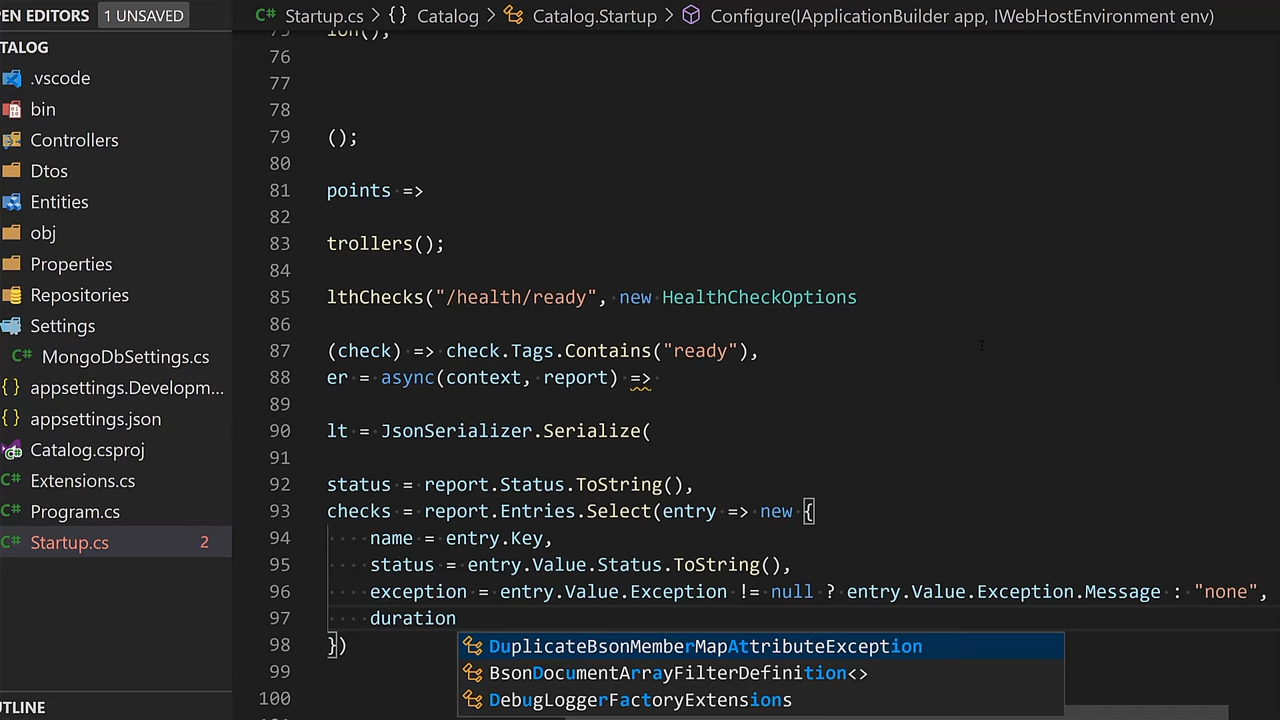 PEN EDITORS 1 UNSAVED
Startup.cs > {} Catalog > Catalog.Startup > Configure(IApplicationBuilder app, IWebHostEnvironment env)
ATALOG
.vscode
bin
Controllers
Dtos
Entities
obj
Properties
Repositories
Settings
C# MongoDbSettings.cs
{} appsettings.Developm...
{} appsettings.json
Catalog.csproj
Extensions.cs
Program.cs
Startup.cs 2
UTLINE
75 ion();
76
77
78
79 ();
80
81 points =>
82
83 trollers();
84
85 lthChecks("/health/ready", new HealthCheckOptions
86
87 (check) => check.Tags.Contains("ready"),
88 er = async(context, report) =>
89
90 lt = JsonSerializer.Serialize(
91
92 status = report.Status.ToString(),
93 checks = report.Entries.Select(entry => new {
94 name = entry.Key,
95 status = entry.Value.Status.ToString(),
96 exception = entry.Value.Exception != null ? entry.Value.Exception.Message : "none",
97 duration
98 })
99
100
DuplicateBsonMemberMapAttributeException
BsonDocumentArrayFilterDefinition<>
DebugLoggerFactoryExtensions